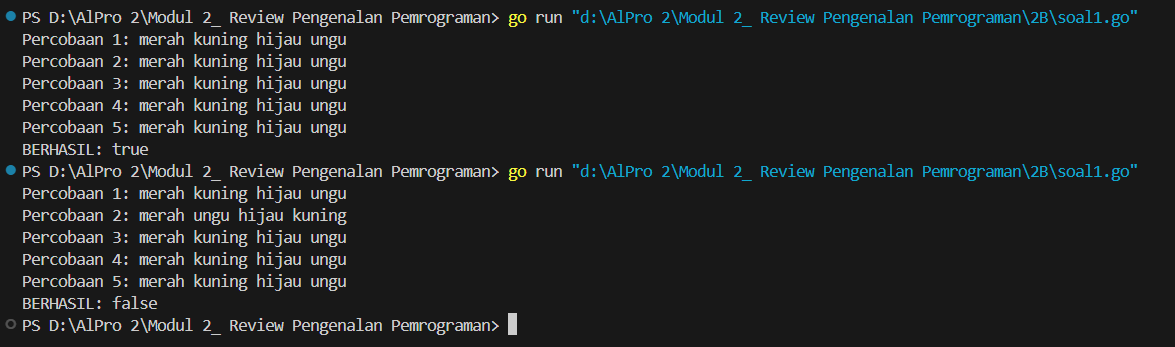 PS D:\AlPro 2\Modul 2_ Review Pengenalan Pemrograman> go run "d:\AlPro 2\Modul 2_ Review Pengenalan Pemrograman\2B\soal1.go"
Percobaan 1: merah kuning hijau ungu
Percobaan 2: merah kuning hijau ungu
Percobaan 3: merah kuning hijau ungu
Percobaan 4: merah kuning hijau ungu
Percobaan 5: merah kuning hijau ungu
BERHASIL: true
PS D:\AlPro 2\Modul 2_ Review Pengenalan Pemrograman> go run "d:\AlPro 2\Modul 2_ Review Pengenalan Pemrograman\2B\soal1.go"
Percobaan 1: merah kuning hijau ungu
Percobaan 2: merah ungu hijau kuning
Percobaan 3: merah kuning hijau ungu
Percobaan 4: merah kuning hijau ungu
Percobaan 5: merah kuning hijau ungu
BERHASIL: false
PS D:\AlPro 2\Modul 2_ Review Pengenalan Pemrograman>